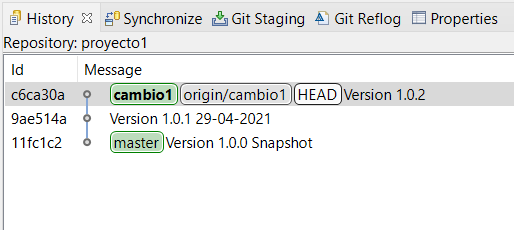 History Synchronize Git Staging Git Reflog Properties
Repository: proyecto1
Id Message
c6ca30a cambio1 origin/cambio1 HEAD Version 1.0.2
9ae514a Version 1.0.1 29-04-2021
11fc1c2 master Version 1.0.0 Snapshot